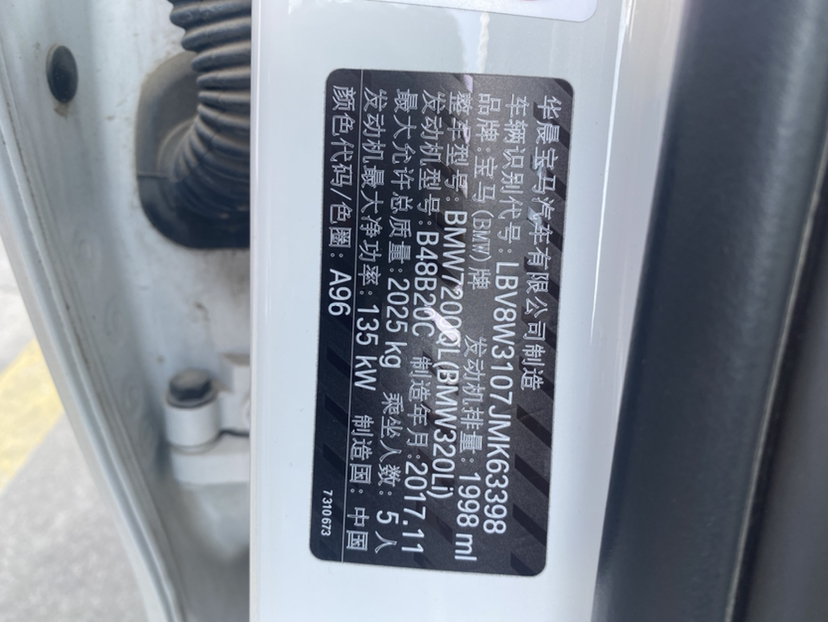 华晨宝马汽车有限公司制造
车辆识别代号: LBV8W3107JMK63398
品牌: 宝马(BMW)牌 发动机排量: 1998 ml
整车型号: BMW7200QL(BMW320Li)
发动机型号: B48B20C 制造年月: 2017.11
最大允许总质量: 2025 kg 乘坐人数: 5 人
发动机最大净功率: 135 kW 制造国: 中国
颜色代码/色圈: A96
7 310 673